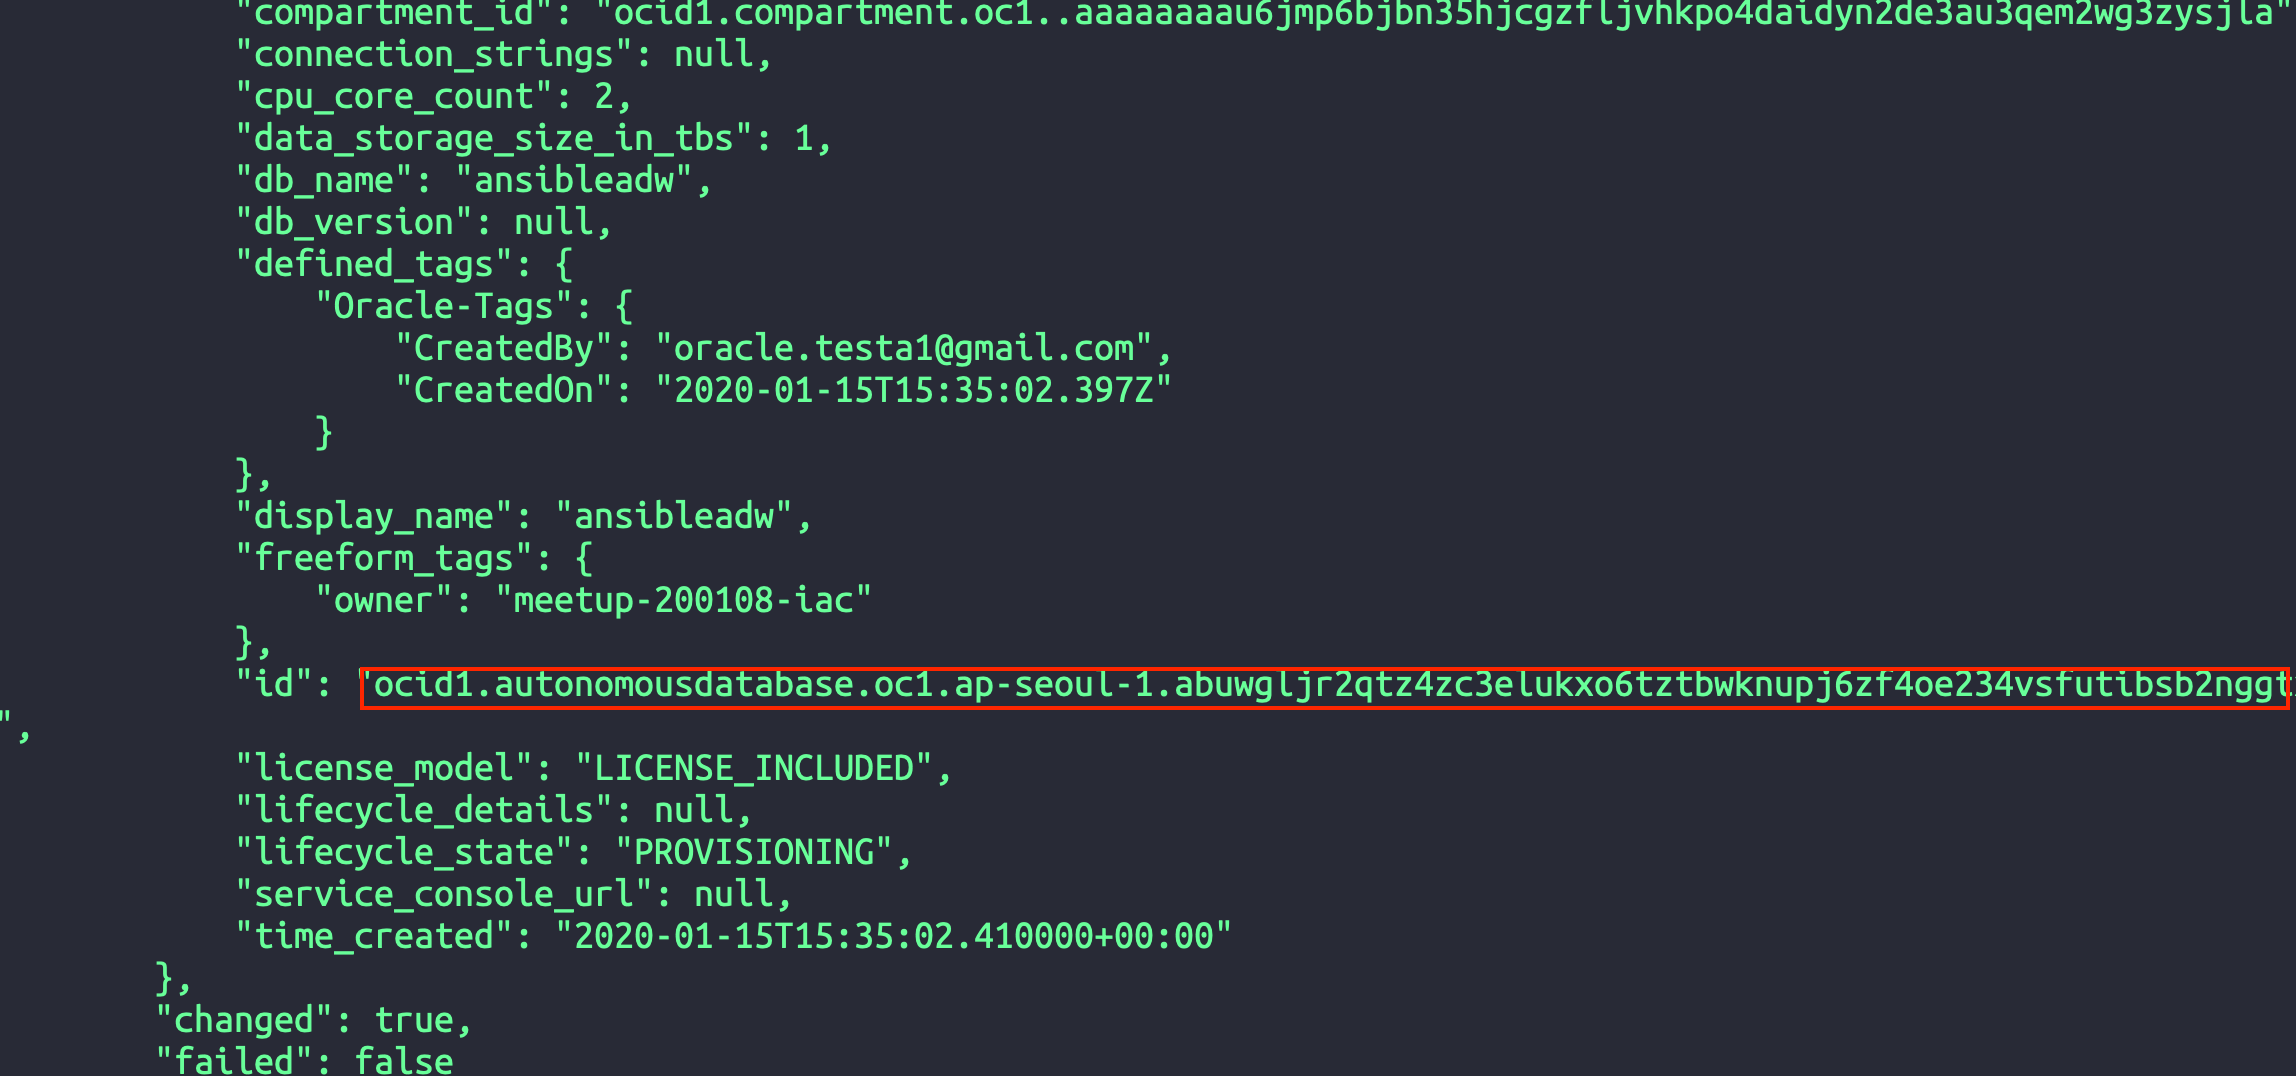 "compartment_id": "ocid1.compartment.oc1..aaaaaaaau6jmp6bjbn35hjcgzfljvhkpo4daidyn2de3au3qem2wg3zysjla"
"connection_strings": null,
"cpu_core_count": 2,
"data_storage_size_in_tbs": 1,
"db_name": "ansibleadw",
"db_version": null,
"defined_tags": {
"Oracle-Tags": {
"CreatedBy": "oracle.testa1@gmail.com",
"CreatedOn": "2020-01-15T15:35:02.397Z"
}
},
"display_name": "ansibleadw",
"freeform_tags": {
"owner": "meetup-200108-iac"
},
"id": "ocid1.autonomousdatabase.oc1.ap-seoul-1.abuwgljr2qtz4zc3elukxo6tztbwknupj6zf4oe234vsfutibsb2nggt
",
"license_model": "LICENSE_INCLUDED",
"lifecycle_details": null,
"lifecycle_state": "PROVISIONING",
"service_console_url": null,
"time_created": "2020-01-15T15:35:02.410000+00:00"
},
"changed": true,
"failed": false